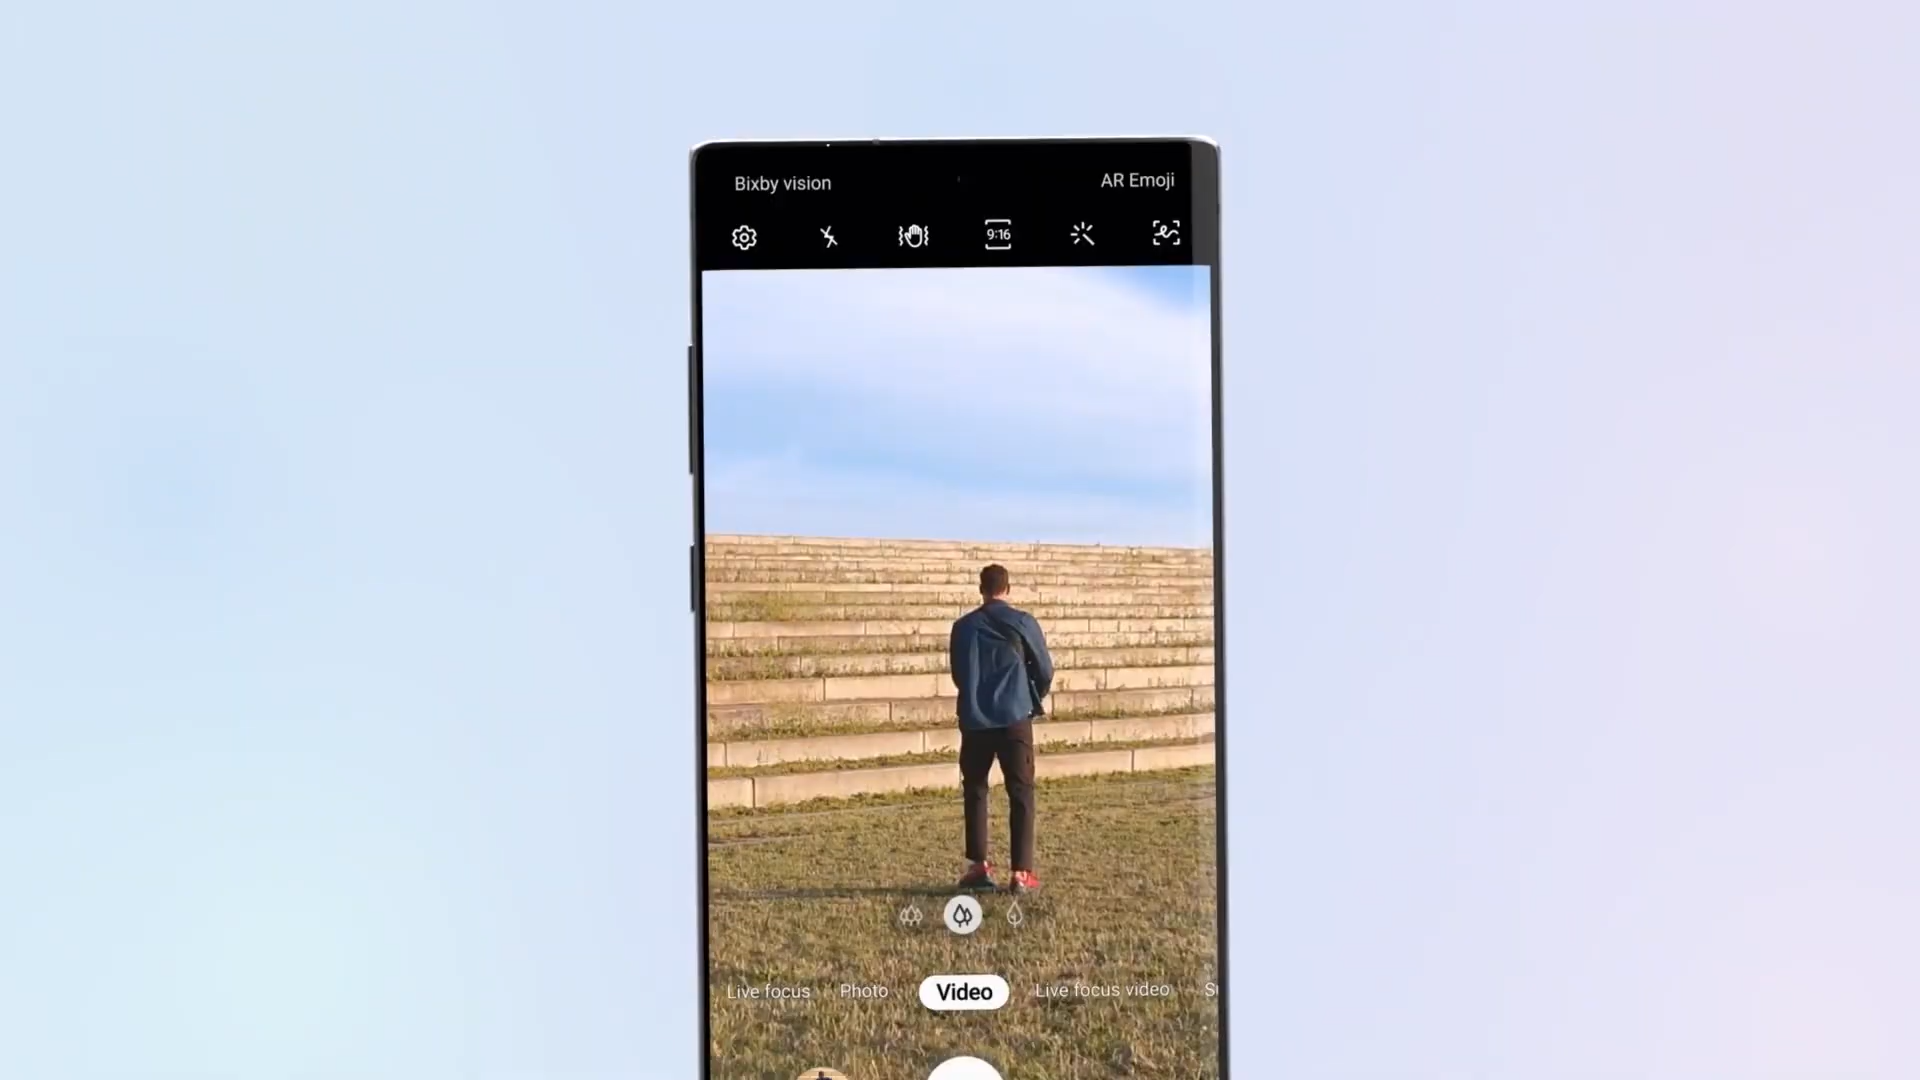 Bixby vision
AR Emoji
9:16
Live focus
Photo
Video
Live focus video